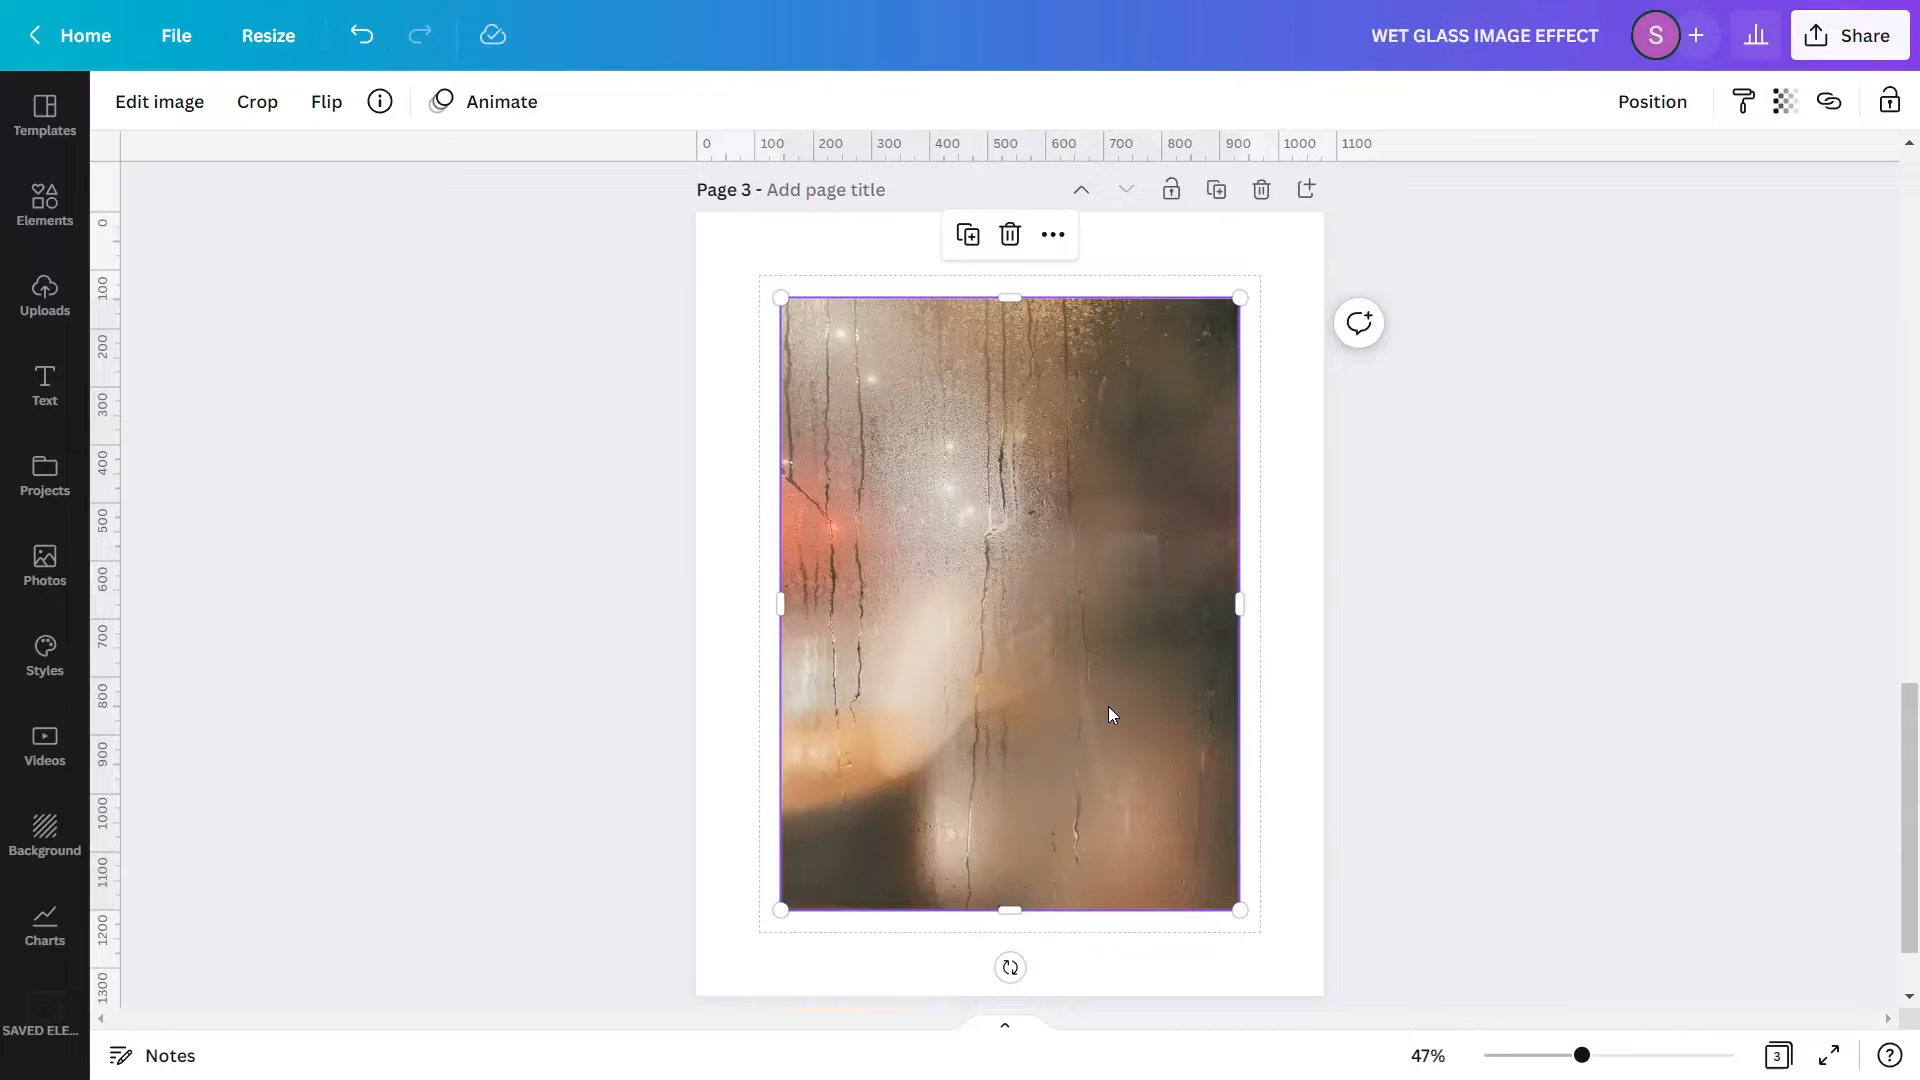 Home
File
Resize
WET GLASS IMAGE EFFECT
S
Share
Edit image
Crop
Flip
Animate
Position
0 100 200 300 400 500 600 700 800 900 1000 1100
Page 3 - Add page title
0
100
200
300
400
500
600
700
800
900
1000
1100
1200
1300
Templates
Elements
Uploads
Text
Projects
Photos
Styles
Videos
Background
Charts
SAVED ELE...
Notes
47%
3
?